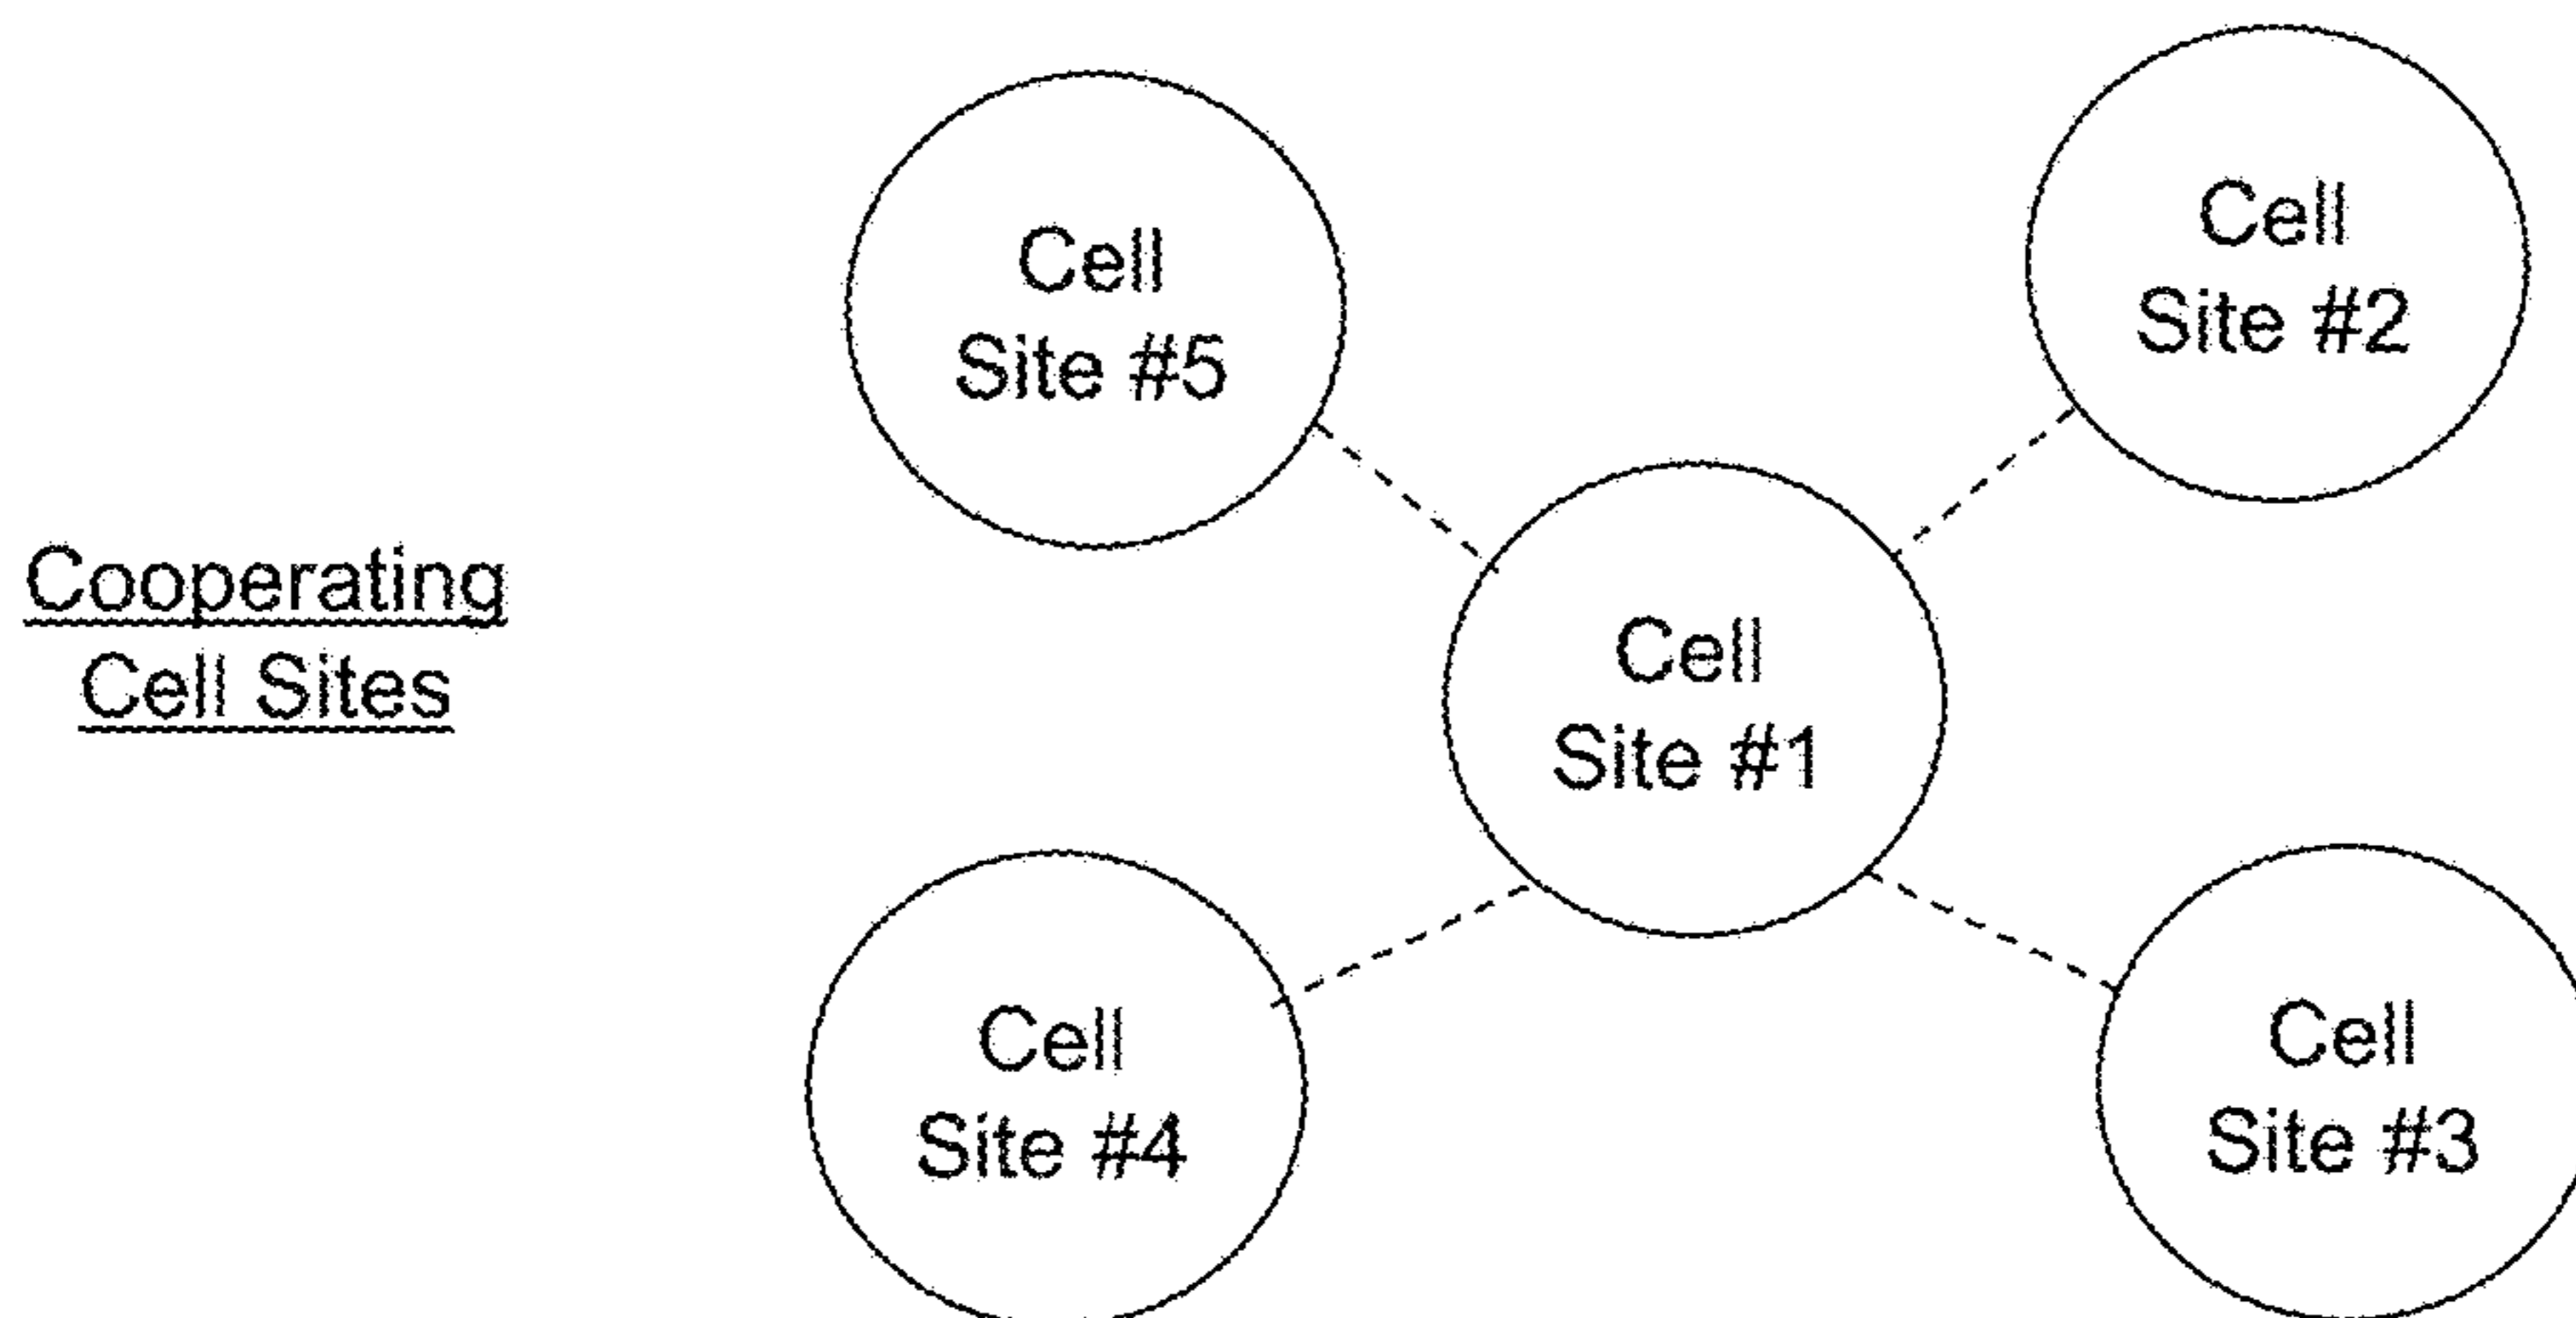 Cooperating
Cell Sites
Cell
Site #5
Cell
Site #2
Cell
Site #1
Cell
Site #4
Cell
Site #3